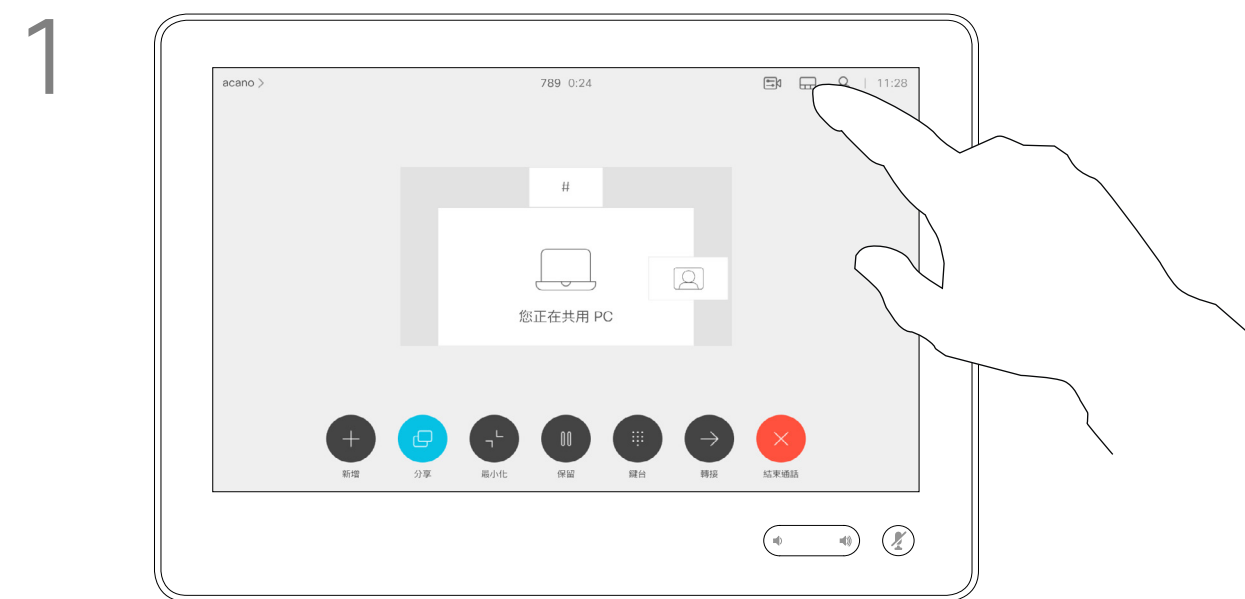 1
acano >
789 0:24
11:28
#
您正在共用 PC
新增
分享
最小化
保留
鍵台
轉接
結束通話